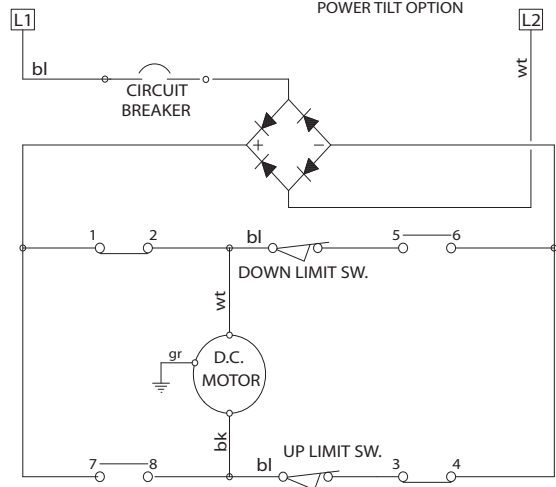 POWER TILT OPTION
L1
L2
bl
wt
CIRCUIT
BREAKER
+
–
1
2
bl
5
6
DOWN LIMIT SW.
wt
gr
D.C.
MOTOR
bk
UP LIMIT SW.
7
8
bl
3
4